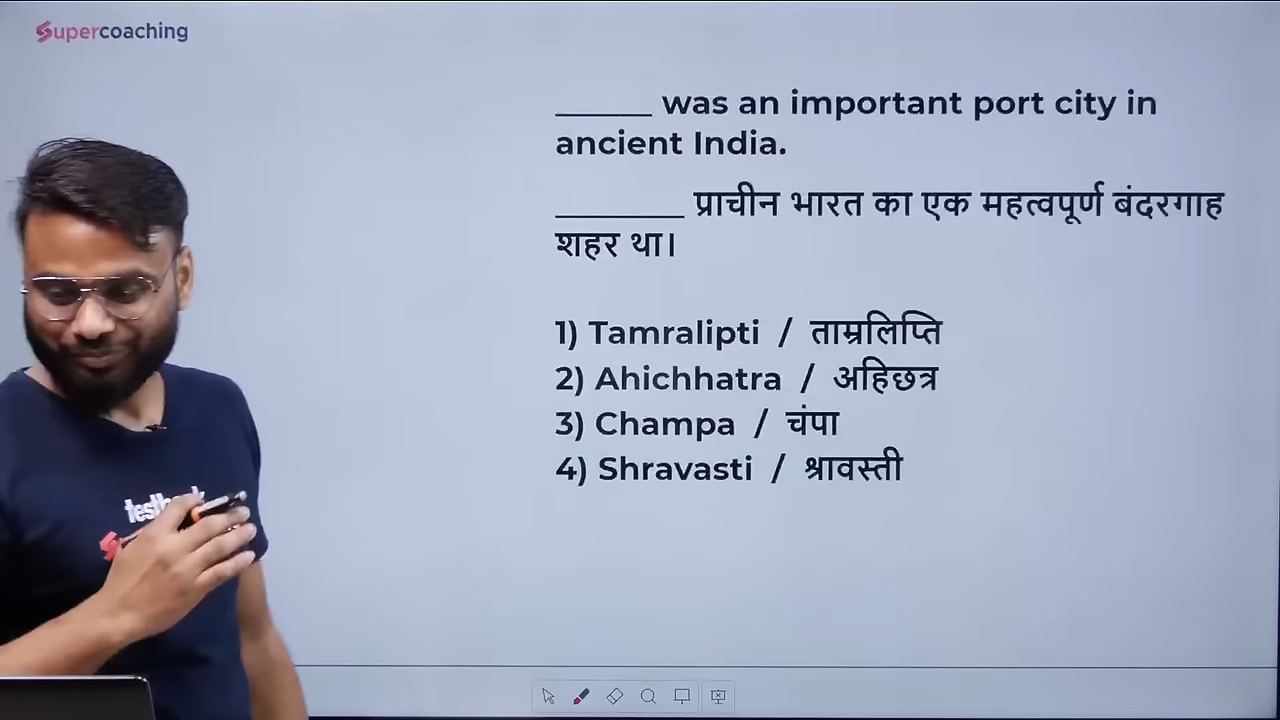 Supercoaching
______ was an important port city in
ancient India.
________ प्राचीन भारत का एक महत्वपूर्ण बंदरगाह
शहर था।
1) Tamralipti / ताम्रलिप्ति
2) Ahichhatra / अहिछत्र
3) Champa / चंपा
4) Shravasti / श्रावस्ती